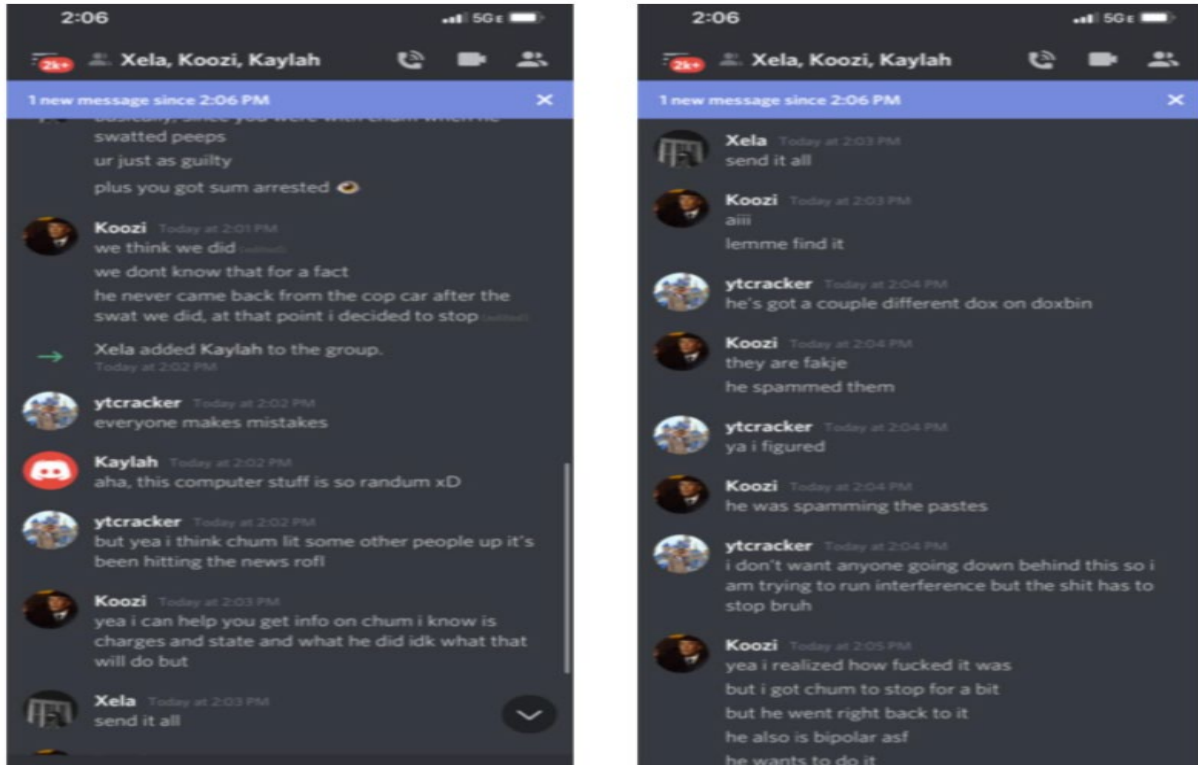 2:06
5G E
2k+
Xela, Koozi, Kaylah
1 new message since 2:06 PM
basically, since you were with chum when he
swatted peeps
ur just as guilty
plus you got sum arrested
Koozi Today at 2:01 PM
we think we did (edited)
we dont know that for a fact
he never came back from the cop car after the
swat we did, at that point i decided to stop (edited)
Xela added Kaylah to the group.
Today at 2:02 PM
ytcracker Today at 2:02 PM
everyone makes mistakes
Kaylah Today at 2:02 PM
aha, this computer stuff is so randum xD
ytcracker Today at 2:02 PM
but yea i think chum lit some other people up it's
been hitting the news rofl
Koozi Today at 2:03 PM
yea i can help you get info on chum i know is
charges and state and what he did idk what that
will do but
Xela Today at 2:03 PM
send it all
2:06
5G E
2k+
Xela, Koozi, Kaylah
1 new message since 2:06 PM
Xela Today at 2:03 PM
send it all
Koozi Today at 2:03 PM
aiii
lemme find it
ytcracker Today at 2:04 PM
he's got a couple different dox on doxbin
Koozi Today at 2:04 PM
they are fakje
he spammed them
ytcracker Today at 2:04 PM
ya i figured
Koozi Today at 2:04 PM
he was spamming the pastes
ytcracker Today at 2:04 PM
i don't want anyone going down behind this so i
am trying to run interference but the shit has to
stop bruh
Koozi Today at 2:05 PM
yea i realized how fucked it was
but i got chum to stop for a bit
but he went right back to it
he also is bipolar asf
he wants to do it